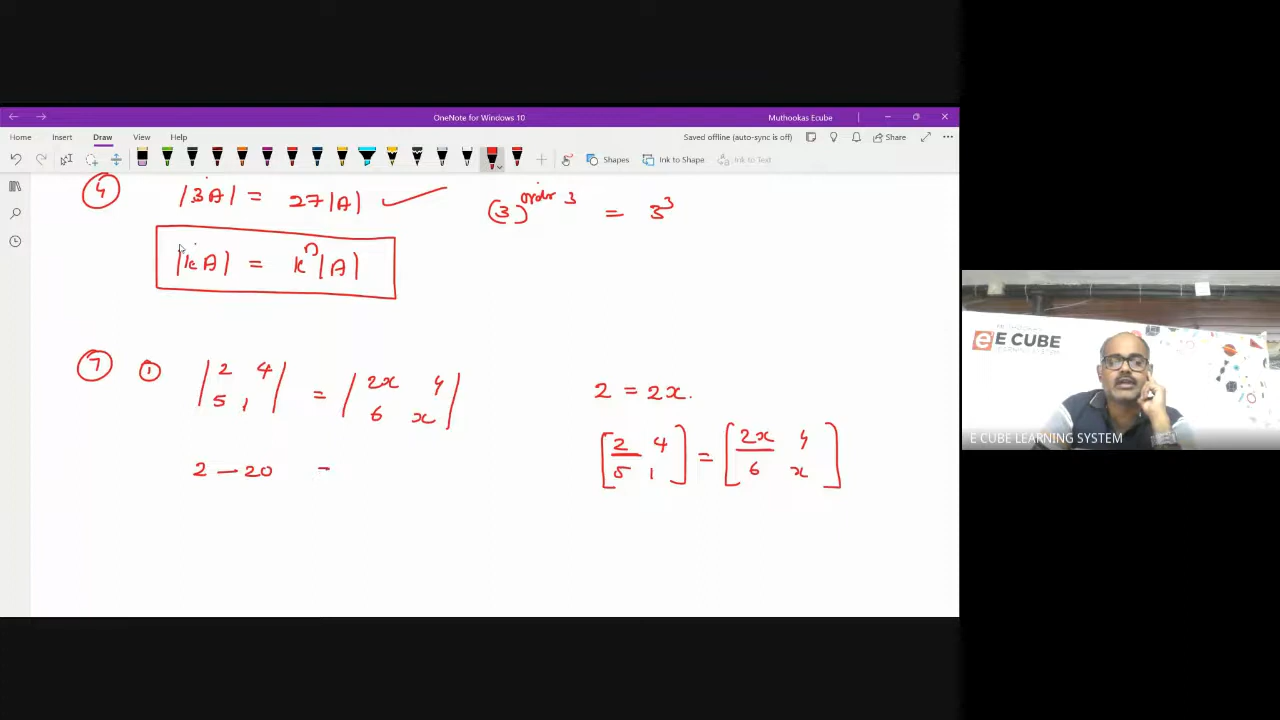 OneNote for Windows 10
Muthookas Ecube
Home Insert Draw View Help
Saved offline (auto-sync is off)
Share
Shapes
Ink to Shape
Ink to Text
④ |3A| = 27|A|
(3)^order 3 = 3³
|kA| = kⁿ|A|
⑦ ① |2 4| = |2x 4|
|5 1| |6 x|
2 = 2x.
[2 4] = [2x 4]
[5 1] [6 x]
2 — 20 =
E CUBE
E CUBE LEARNING SYSTEM